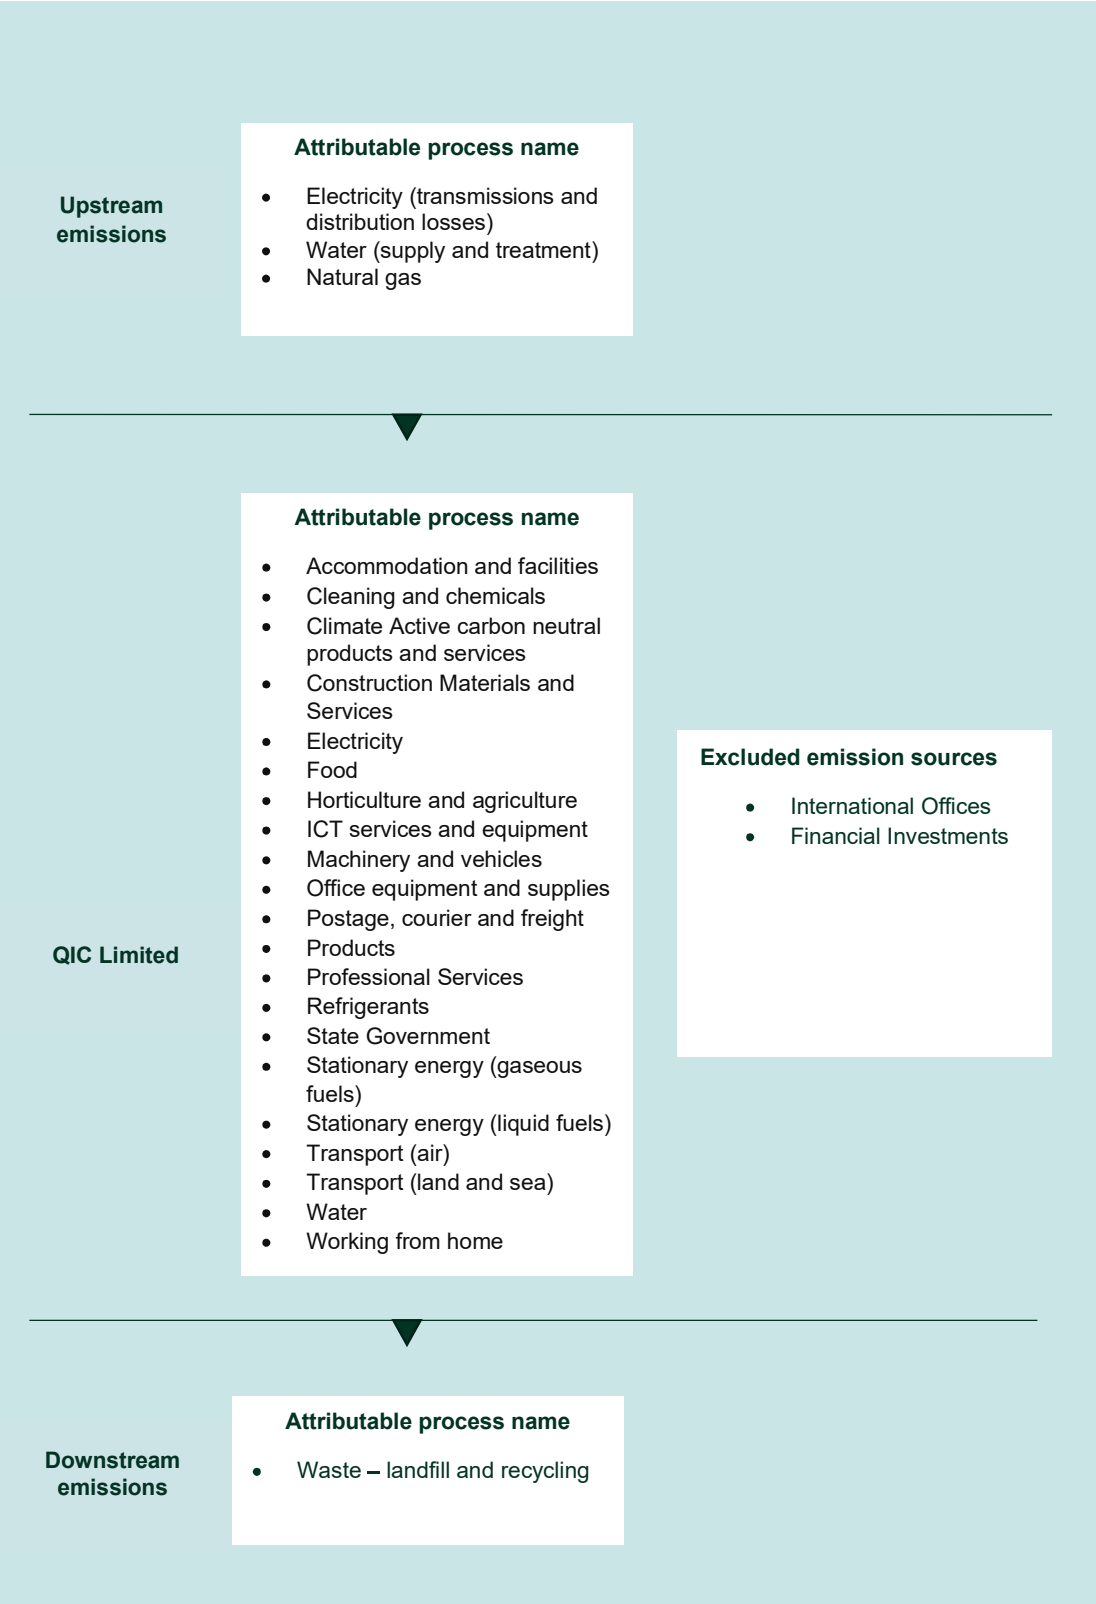 Attributable process name
Upstream
emissions
• Electricity (transmissions and
distribution losses)
• Water (supply and treatment)
• Natural gas
Attributable process name
• Accommodation and facilities
• Cleaning and chemicals
• Climate Active carbon neutral
products and services
• Construction Materials and
Services
• Electricity
• Food
• Horticulture and agriculture
• ICT services and equipment
• Machinery and vehicles
• Office equipment and supplies
• Postage, courier and freight
• Products
• Professional Services
• Refrigerants
• State Government
• Stationary energy (gaseous
fuels)
• Stationary energy (liquid fuels)
• Transport (air)
• Transport (land and sea)
• Water
• Working from home
QIC Limited
Excluded emission sources
• International Offices
• Financial Investments
Attributable process name
Downstream
emissions
• Waste – landfill and recycling